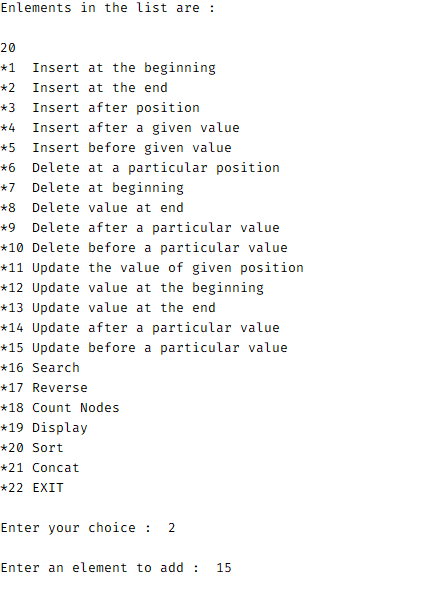 Enlements in the list are :
20
*1  Insert at the beginning
*2  Insert at the end
*3  Insert after position
*4  Insert after a given value
*5  Insert before given value
*6  Delete at a particular position
*7  Delete at beginning
*8  Delete value at end
*9  Delete after a particular value
*10 Delete before a particular value
*11 Update the value of given position
*12 Update value at the beginning
*13 Update value at the end
*14 Update after a particular value
*15 Update before a particular value
*16 Search
*17 Reverse
*18 Count Nodes
*19 Display
*20 Sort
*21 Concat
*22 EXIT
Enter your choice :  2
Enter an element to add :  15